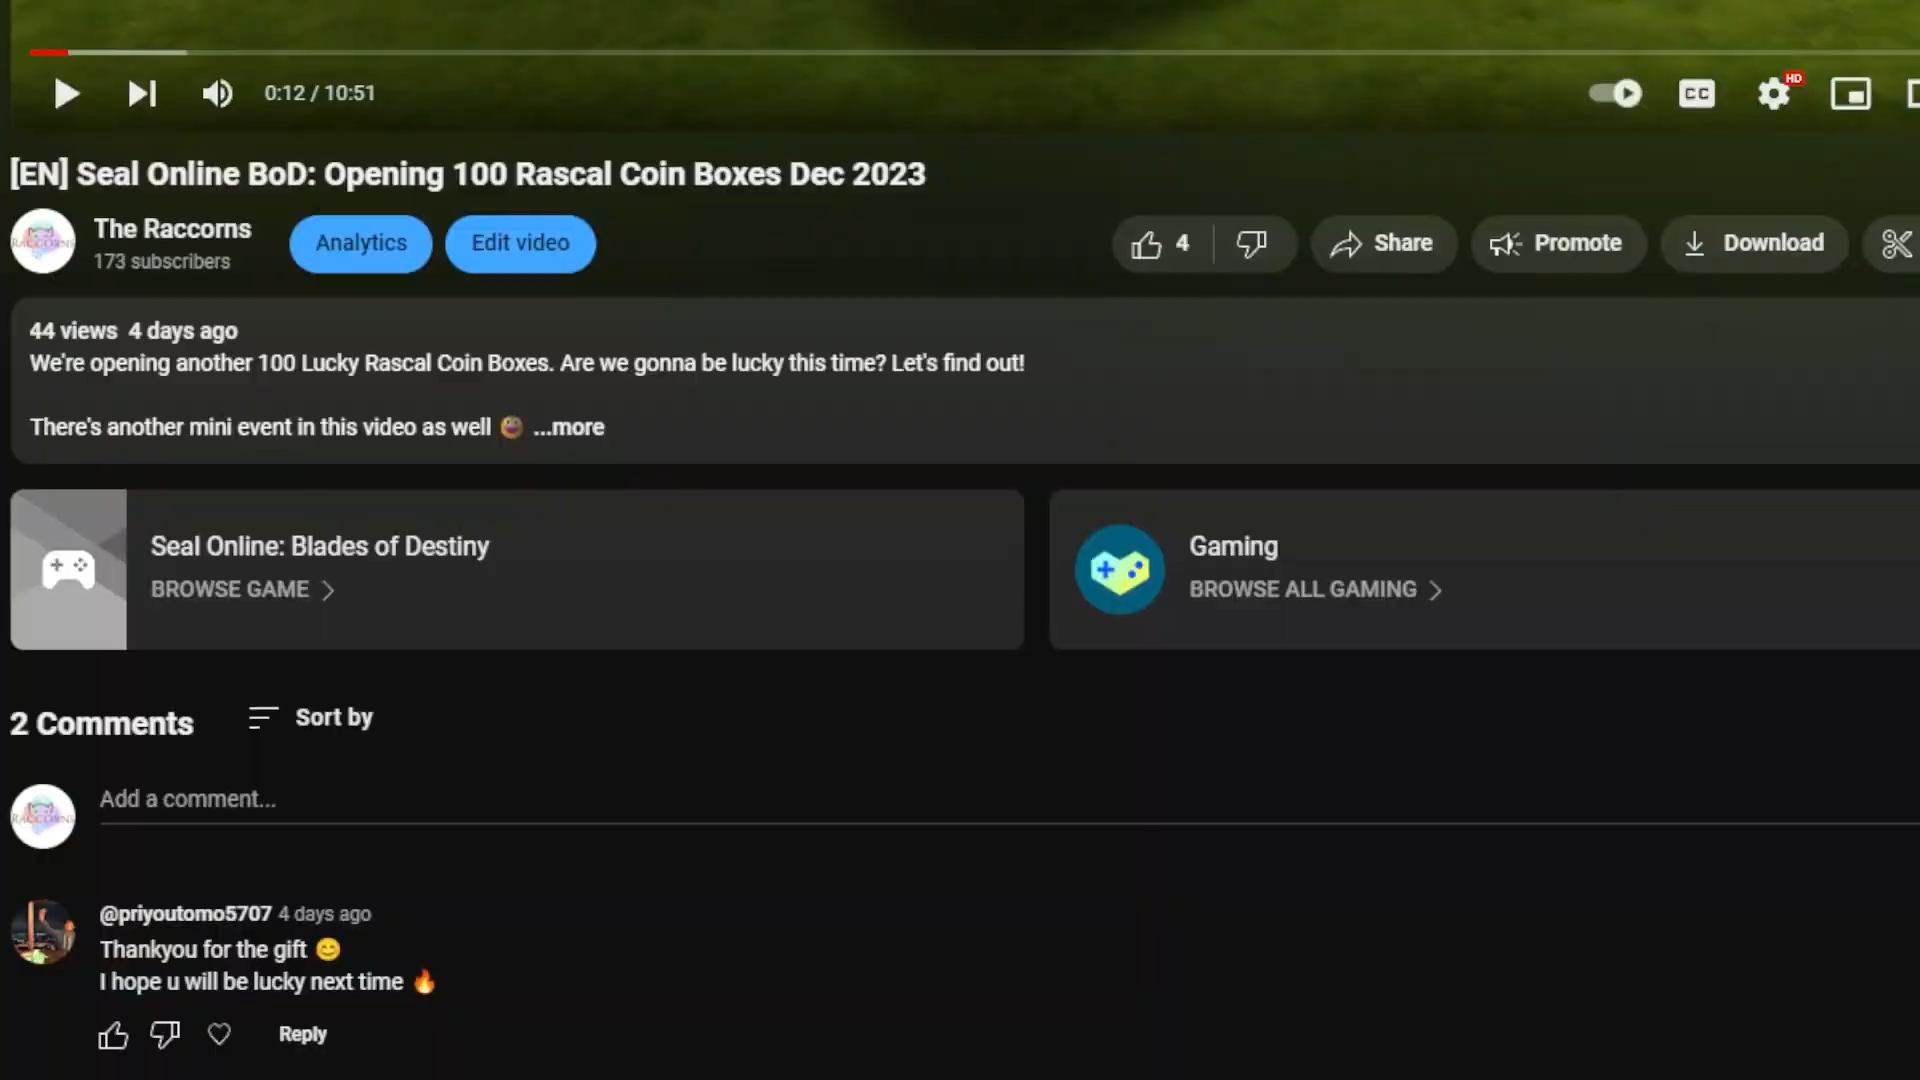 0:12 / 10:51
CC
HD
[EN] Seal Online BoD: Opening 100 Rascal Coin Boxes Dec 2023
The Raccorns
173 subscribers
Analytics
Edit video
4
Share
Promote
Download
44 views 4 days ago
We're opening another 100 Lucky Rascal Coin Boxes. Are we gonna be lucky this time? Let's find out!
There's another mini event in this video as well ...more
Seal Online: Blades of Destiny
BROWSE GAME
Gaming
BROWSE ALL GAMING
2 Comments
Sort by
RACCORNS
Add a comment...
@priyoutomo5707 4 days ago
Thankyou for the gift 😊
I hope u will be lucky next time 🔥
Reply